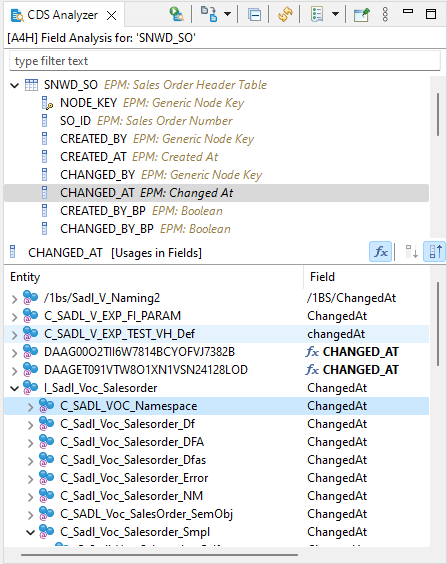 CDS Analyzer
[A4H] Field Analysis for: 'SNWD_SO'
type filter text
SNWD_SO EPM: Sales Order Header Table
NODE_KEY EPM: Generic Node Key
SO_ID EPM: Sales Order Number
CREATED_BY EPM: Generic Node Key
CREATED_AT EPM: Created At
CHANGED_BY EPM: Generic Node Key
CHANGED_AT EPM: Changed At
CREATED_BY_BP EPM: Boolean
CHANGED_BY_BP EPM: Boolean
CHANGED_AT [Usages in Fields] fx
Entity Field
/1bs/Sadl_V_Naming2 /1BS/ChangedAt
C_SADL_V_EXP_FI_PARAM ChangedAt
C_SADL_V_EXP_TEST_VH_Def changedAt
DAAG00O2TII6W7814BCYOFVJ7382B fx CHANGED_AT
DAAGET091VTW8O1XN1VSN24128LOD fx CHANGED_AT
I_Sadl_Voc_Salesorder ChangedAt
C_SADL_VOC_Namespace ChangedAt
C_Sadl_Voc_Salesorder_Df ChangedAt
C_Sadl_Voc_Salesorder_DFA ChangedAt
C_Sadl_Voc_Salesorder_Dfas ChangedAt
C_Sadl_Voc_Salesorder_Error ChangedAt
C_Sadl_Voc_Salesorder_NM ChangedAt
C_SADL_Voc_SalesOrder_SemObj ChangedAt
C_Sadl_Voc_Salesorder_Smpl ChangedAt